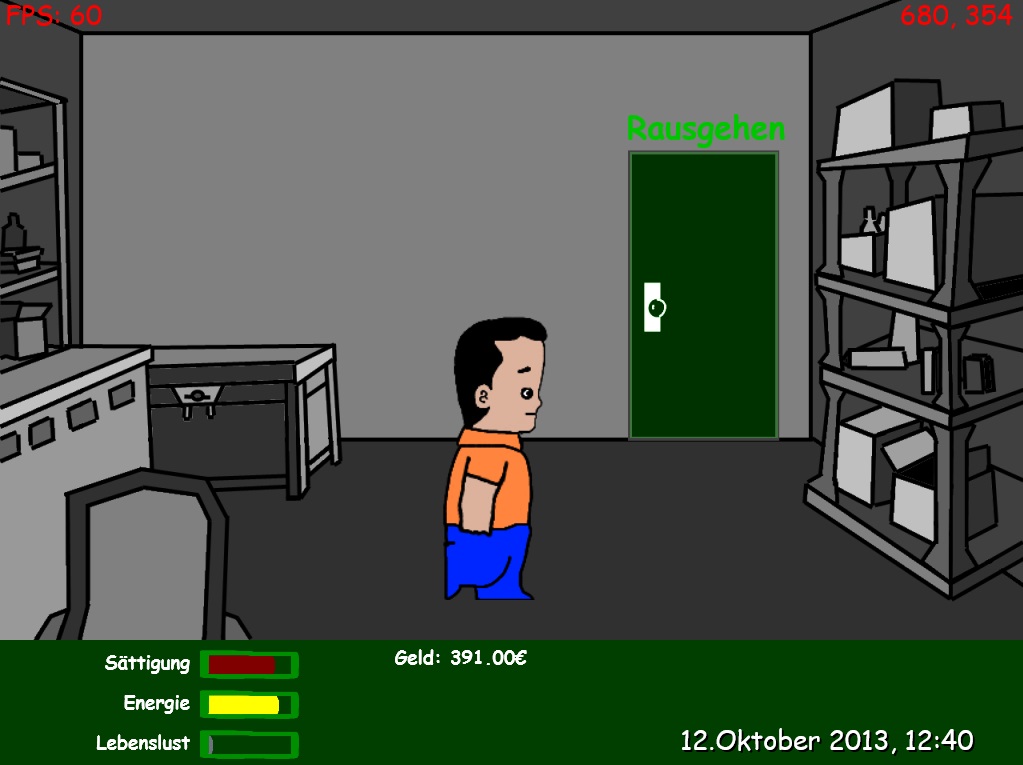 FPS: 60
680, 354
Rausgehen
Sättigung
Geld: 391.00€
Energie
Lebenslust
12.Oktober 2013, 12:40